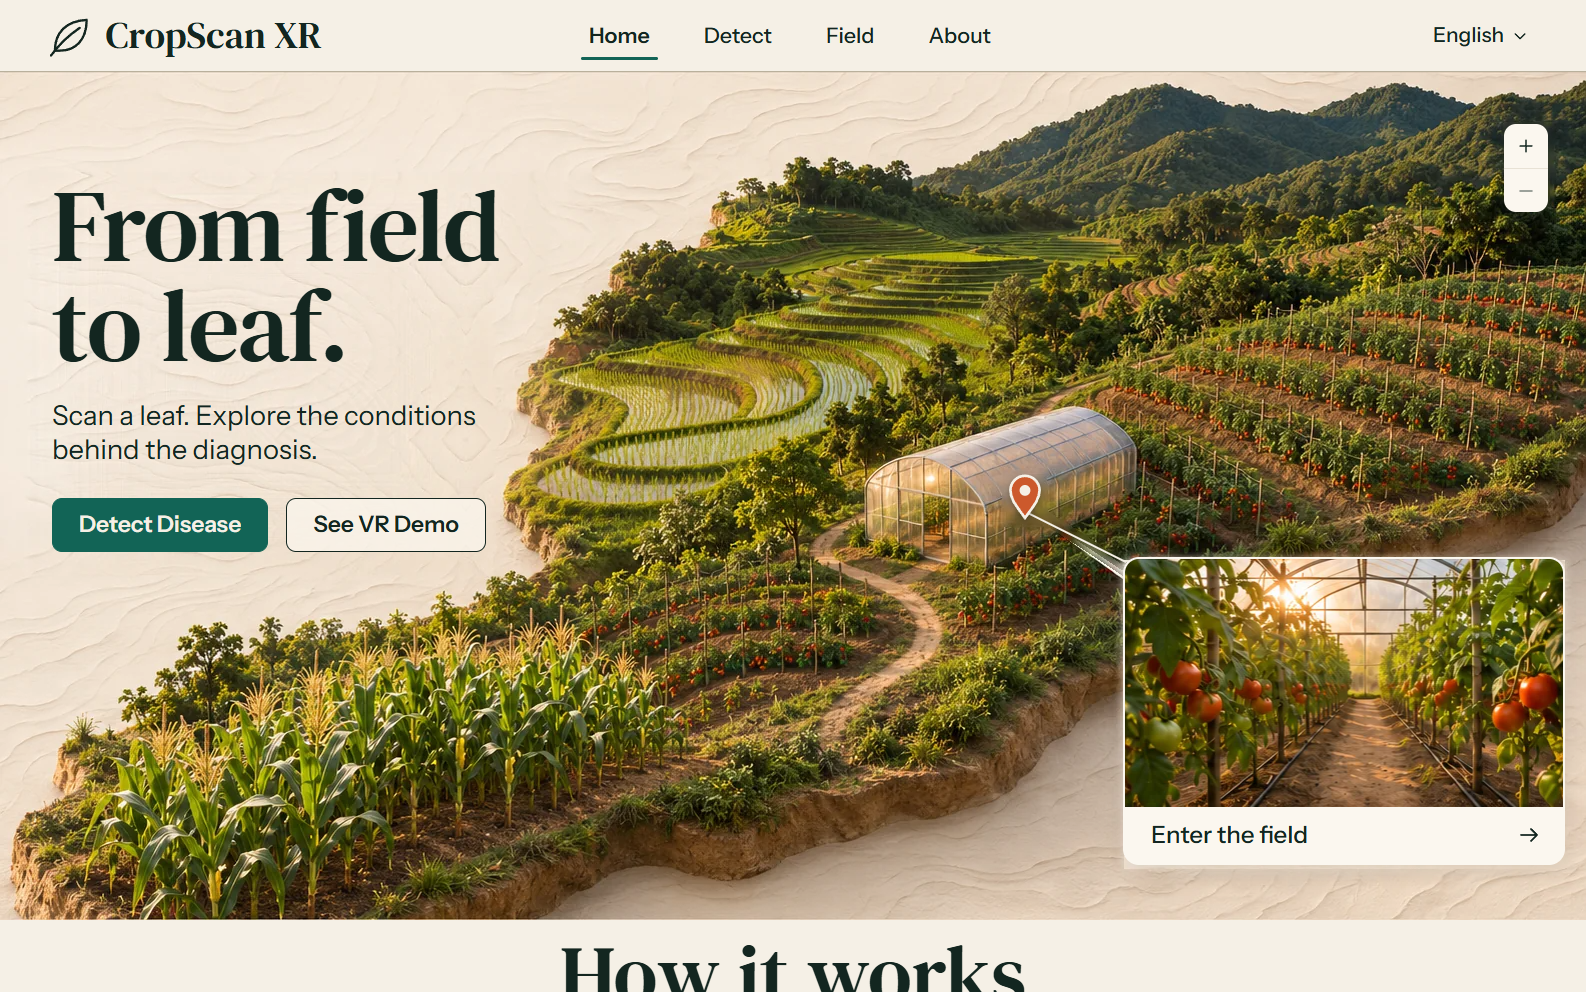 CropScan XR
Home
Detect
Field
About
English
From field
to leaf.
Scan a leaf. Explore the conditions
behind the diagnosis.
Detect Disease
See VR Demo
Enter the field
How it works